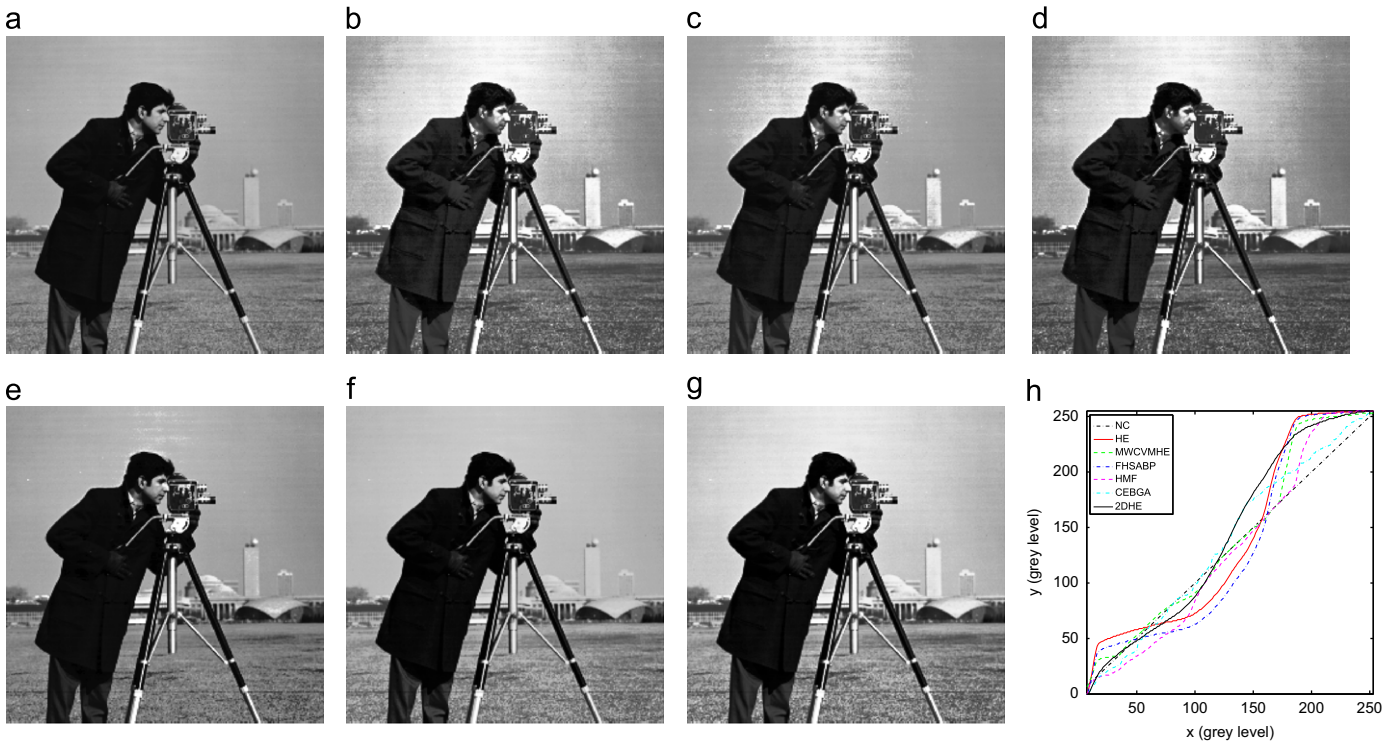 a
b
c
d
e
f
g
h
250
200
150
100
50
0
NC
HE
MWCVMHE
FHSABP
HMF
CEBGA
2DHE
y (grey level)
50
100
150
200
250
x (grey level)